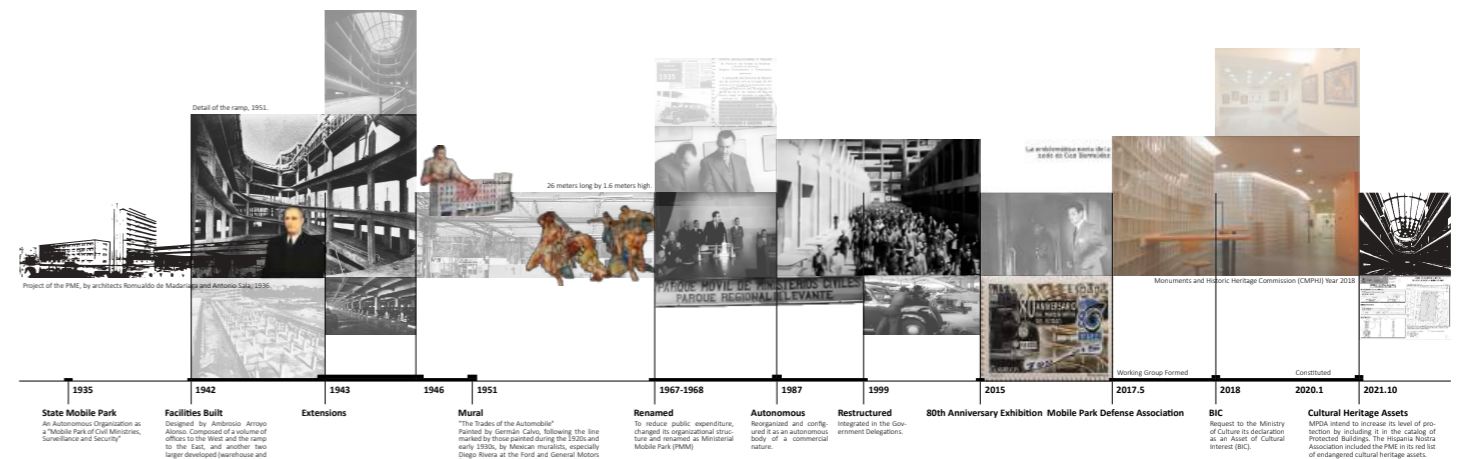 Detail of the ramp, 1951.
26 meters long by 1.6 meters high.
1935
La emblemática nave de la
PARQUE MOVIL DE MINISTERIOS CIVILES
PARQUE REGIONAL LEVANTE
Project of the PME, by architects Romualdo de Madariaga and Antonio Sala, 1936.
Monuments and Historic Heritage Commission (CMPHJ) Year 2018
ANIVERSARIO
Working Group Formed
Constituted
1935
1942
1943
1946
1951
1967-1968
1987
1999
2015
2017.5
2018
2020.1
2021.10
State Mobile Park
An Autonomous Organization as
a "Mobile Park of Civil Ministries,
Surveillance and Security"
Facilities Built
Designed by Ambrosio Arroyo
Alonso. Composed of a volume of
offices to the West and the ramp
to the East, and another two
larger developed (warehouse and
Extensions
Mural
"The Trades of the Automobile"
Painted by Germán Calvo, following the line
marked by those painted during the 1920s and
early 1930s, by Mexican muralists, especially
Diego Rivera at the Ford and General Motors
Renamed
To reduce public expenditure,
changed its organizational struc-
ture and renamed as Ministerial
Mobile Park (PMM)
Autonomous
Reorganized and config-
ured it as an autonomous
body of a commercial
nature.
Restructured
Integrated in the Gov-
ernment Delegations.
80th Anniversary Exhibition
Mobile Park Defense Association
BIC
Request to the Ministry
of Culture its declaration
as an Asset of Cultural
Interest (BIC).
Cultural Heritage Assets
MPDA intend to increase its level of pro-
tection by including it in the catalog of
Protected Buildings. The Hispania Nostra
Association included the PME in its red list
of endangered cultural heritage assets.